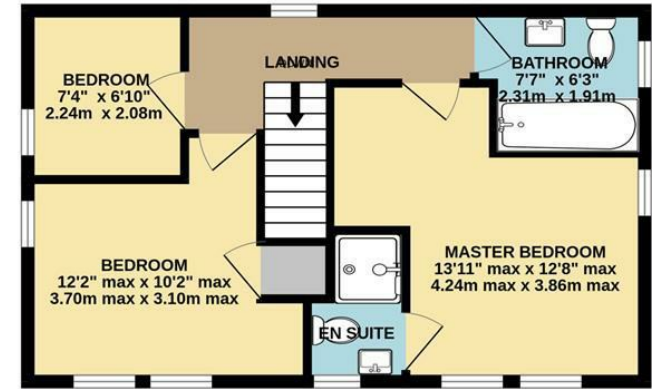 LANDING
BEDROOM
7'4" x 6'10"
2.24m x 2.08m
BATHROOM
7'7" x 6'3"
2.31m x 1.91m
BEDROOM
12'2" max x 10'2" max
3.70m max x 3.10m max
MASTER BEDROOM
13'11" max x 12'8" max
4.24m max x 3.86m max
EN SUITE